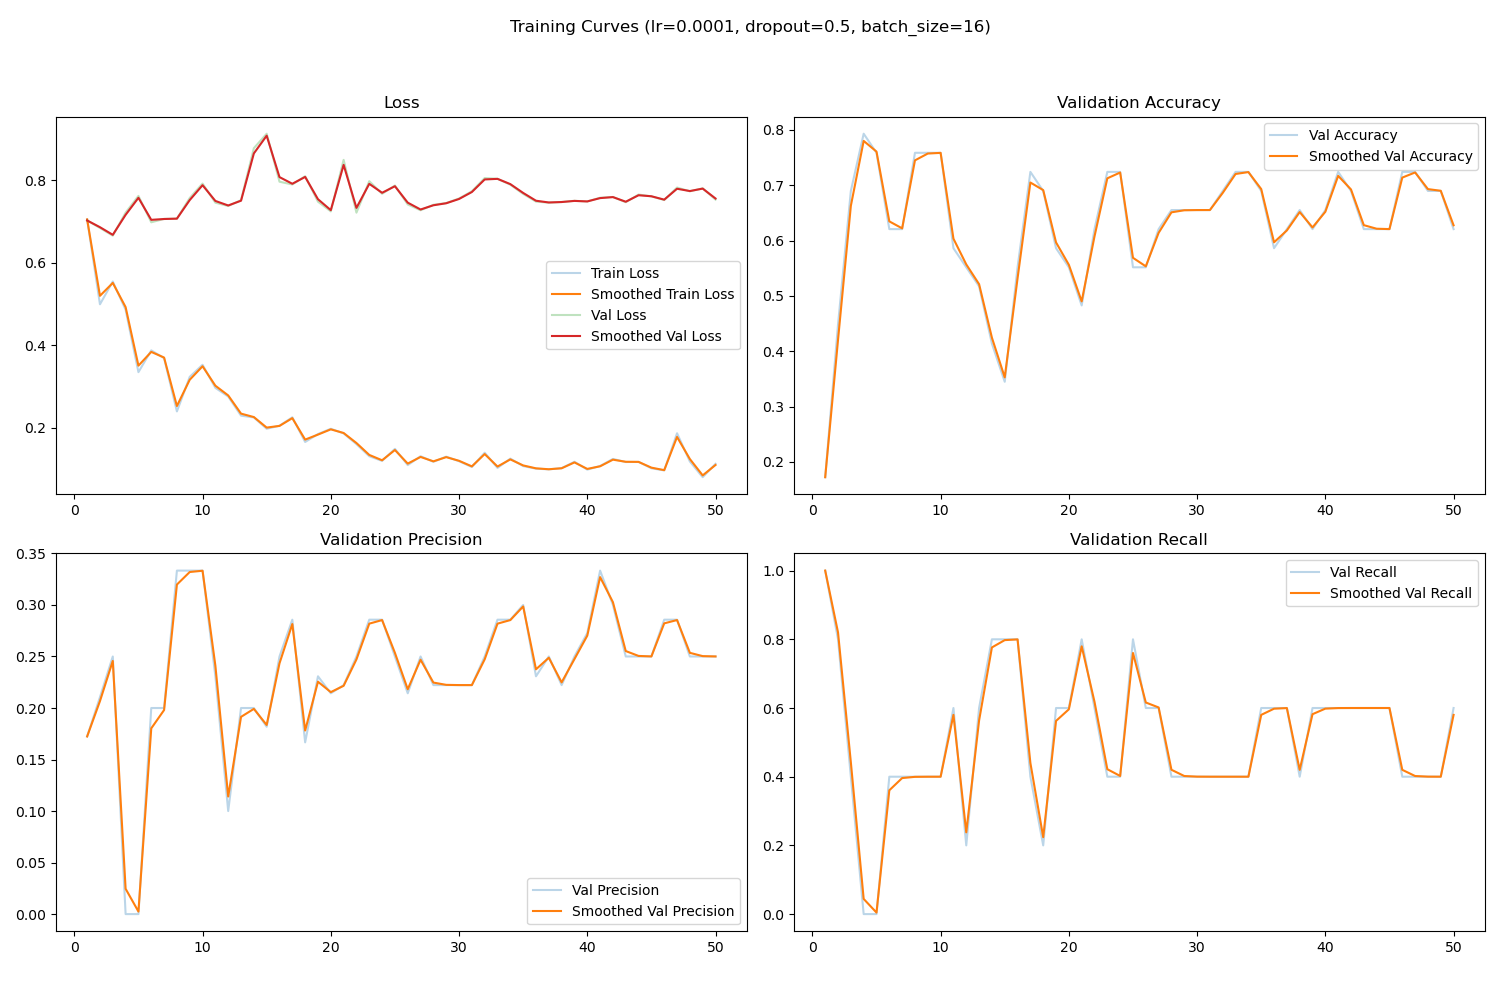 Training Curves (lr=0.0001, dropout=0.5, batch_size=16)
Loss
0.8
0.6
0.4
0.2
0 10 20 30 40 50
Train Loss
Smoothed Train Loss
Val Loss
Smoothed Val Loss
Validation Accuracy
0.8
0.7
0.6
0.5
0.4
0.3
0.2
0 10 20 30 40 50
Val Accuracy
Smoothed Val Accuracy
Validation Precision
0.35
0.30
0.25
0.20
0.15
0.10
0.05
0.00
0 10 20 30 40 50
Val Precision
Smoothed Val Precision
Validation Recall
1.0
0.8
0.6
0.4
0.2
0.0
0 10 20 30 40 50
Val Recall
Smoothed Val Recall